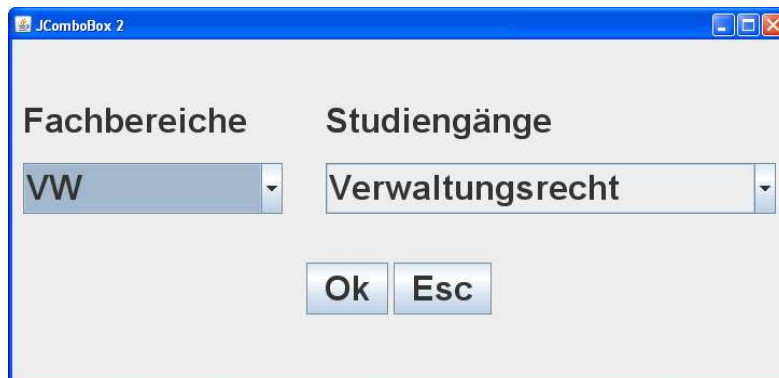 JComboBox 2
Fachbereiche Studiengänge
VW Verwaltungsrecht
Ok Esc